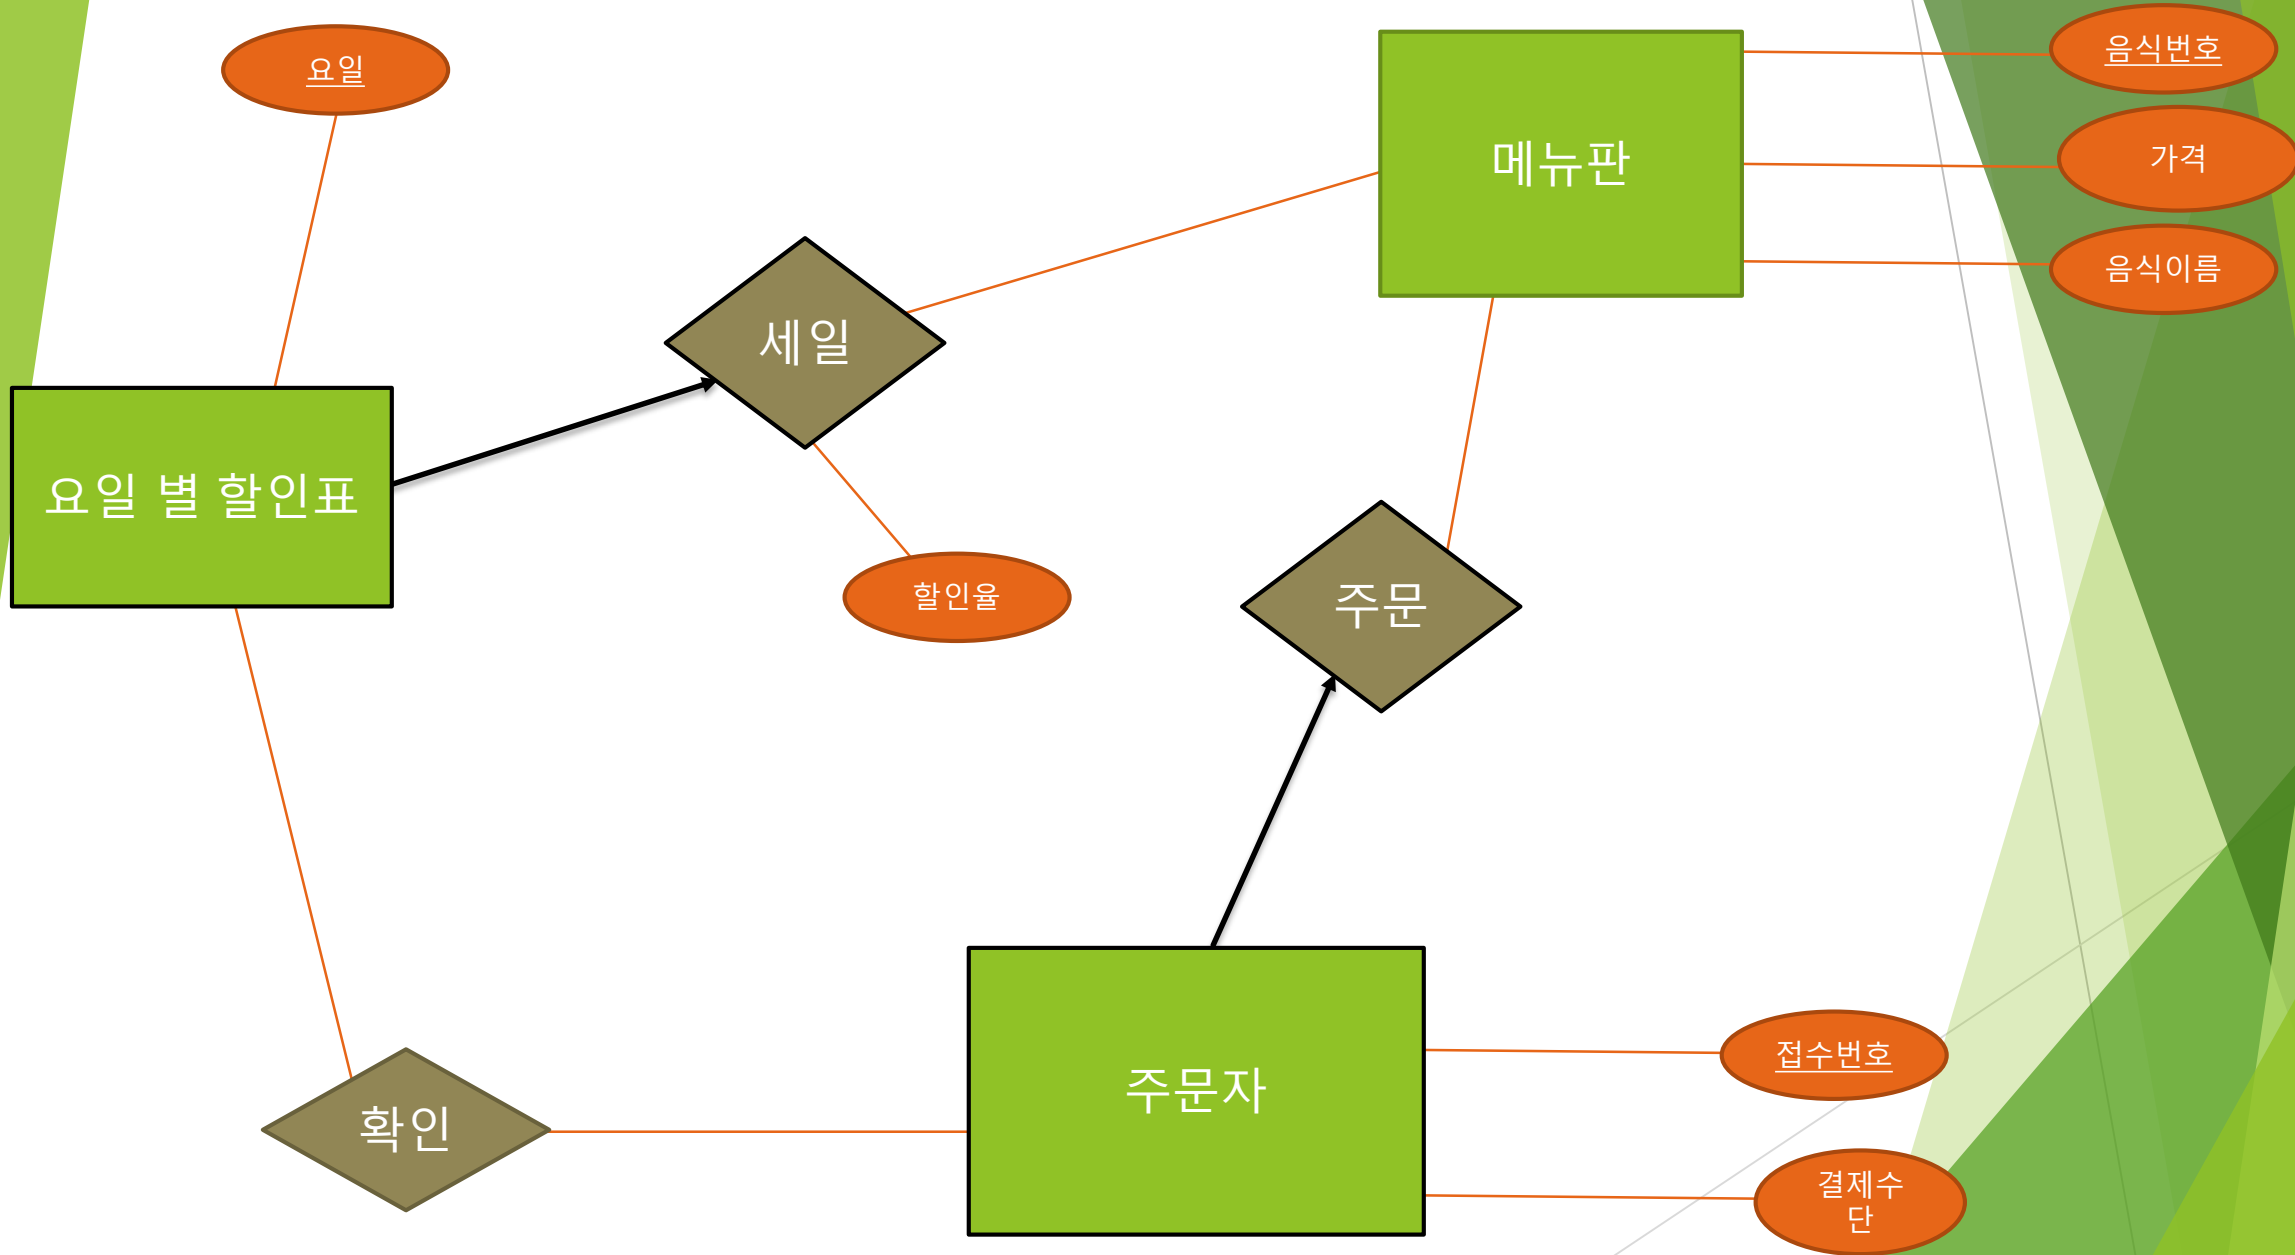 요일
메뉴판
음식번호
가격
음식이름
세일
요일 별 할인표
할인율
주문
주문자
접수번호
확인
결제수
단